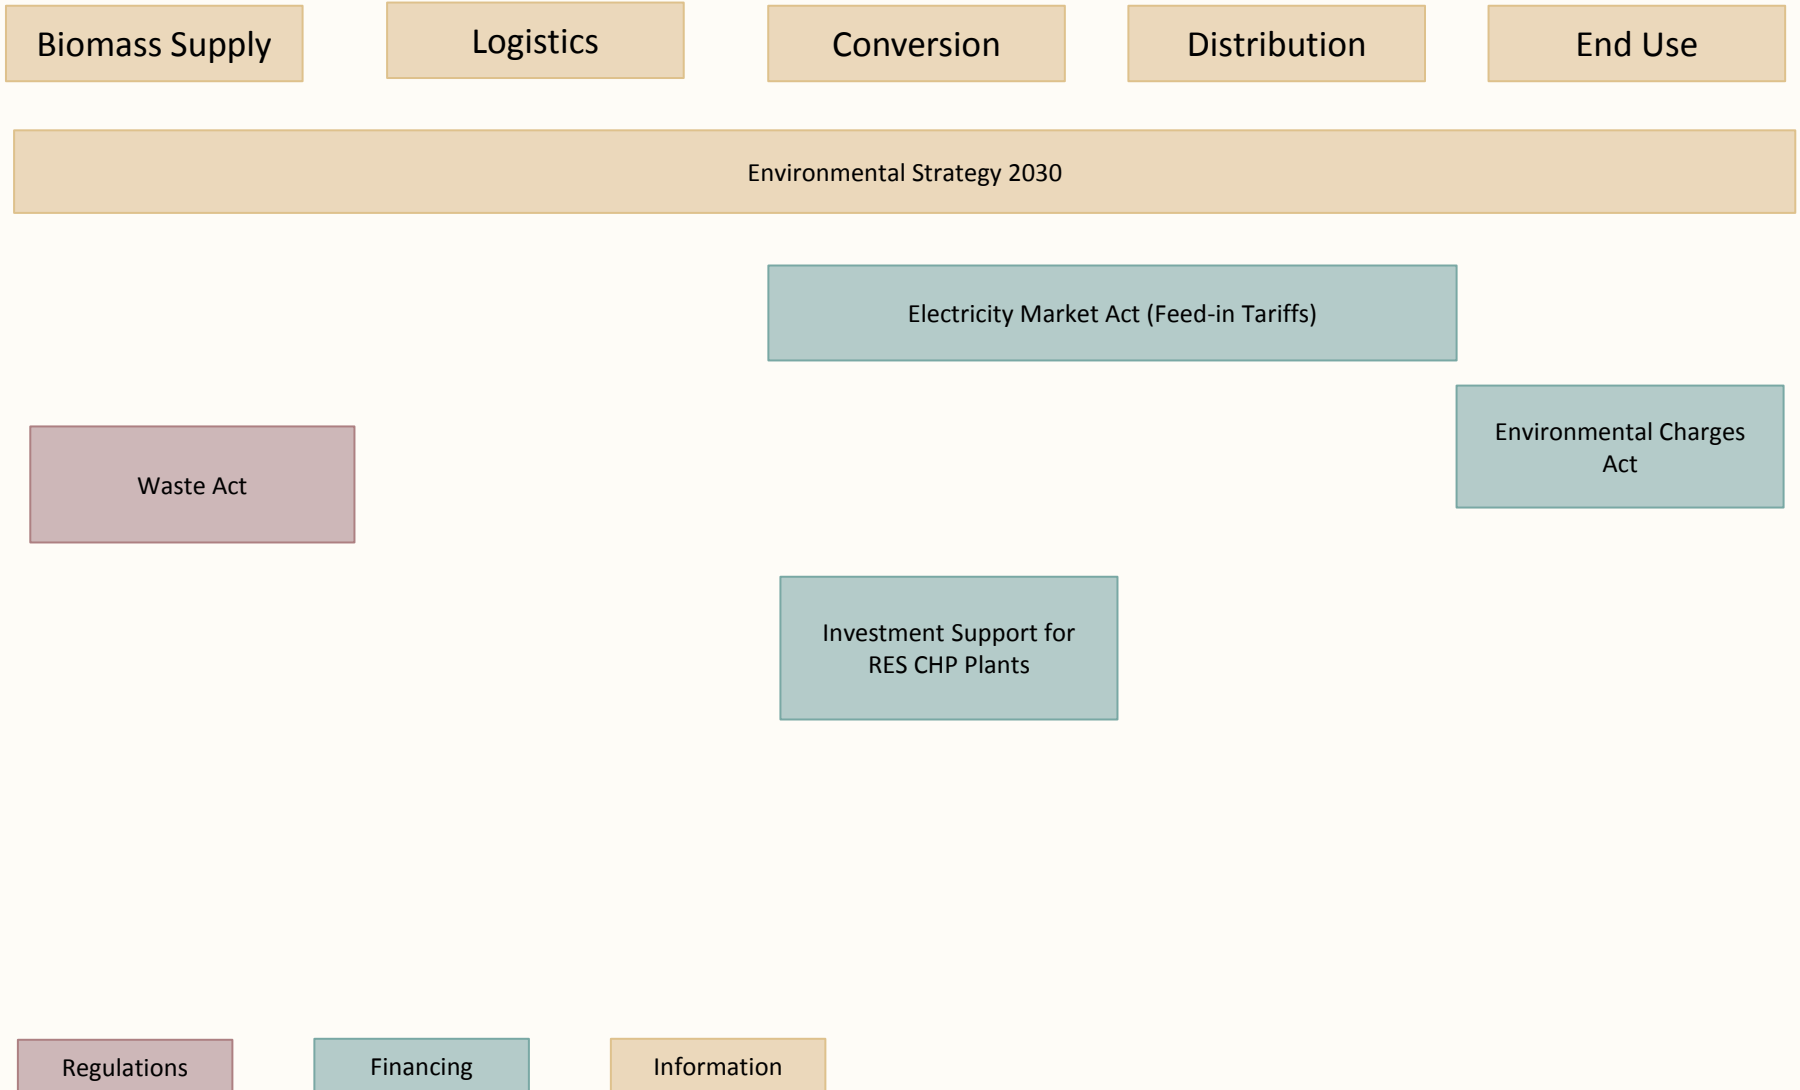 Biomass Supply
Logistics
Conversion
Distribution
End Use
Environmental Strategy 2030
Electricity Market Act (Feed-in Tariffs)
Environmental Charges
Act
Waste Act
Investment Support for
RES CHP Plants
Regulations
Financing
Information